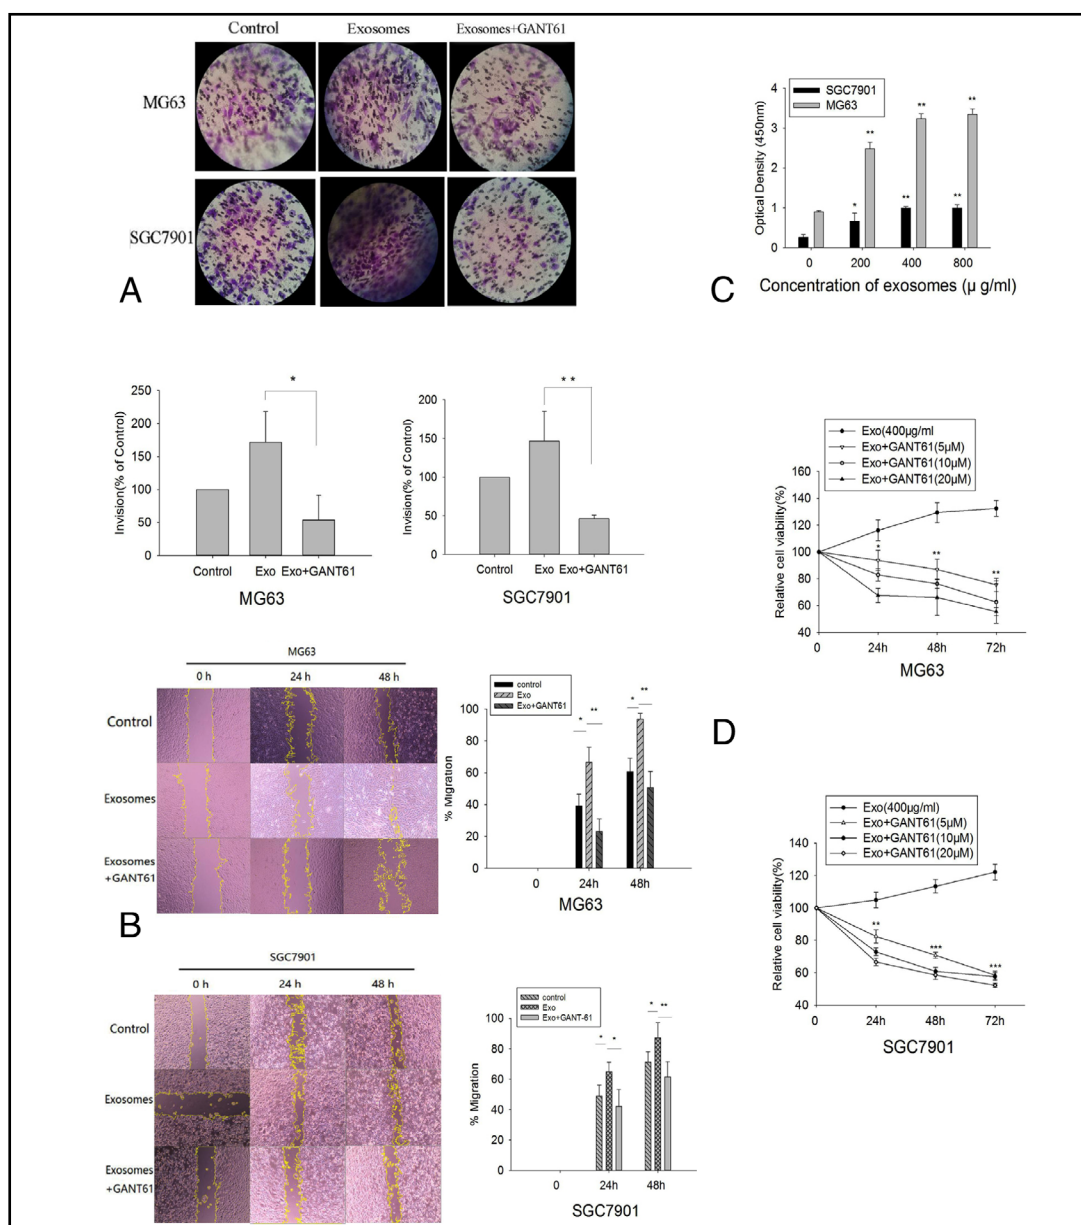 Control Exosomes Exosomes+GANT61
MG63
SGC7901
A
SGC7901
MG63
Optical Density (450nm)
4
3
2
1
0
*
**
**
**
**
**
0 200 400 800
Concentration of exosomes (µ g/ml)
C
Invision(% of Control)
250
200
150
100
50
0
*
Control Exo Exo+GANT61
MG63
Invision(% of Control)
200
150
100
50
0
* *
Control Exo Exo+GANT61
SGC7901
Exo(400µg/ml)
Exo+GANT61(5µM)
Exo+GANT61(10µM)
Exo+GANT61(20µM)
Relative cell viability(%)
160
140
120
100
80
60
40
*
**
**
0 24h 48h 72h
MG63
D
MG63
0 h 24 h 48 h
Control
Exosomes
Exosomes
+GANT61
B
control
Exo
Exo+GANT61
% Migration
100
80
60
40
20
0
* **
* **
0 24h 48h
MG63
Exo(400µg/ml)
Exo+GANT61(5µM)
Exo+GANT61(10µM)
Exo+GANT61(20µM)
Relative cell viability(%)
140
120
100
80
60
40
**
***
***
0 24h 48h 72h
SGC7901
SGC7901
0 h 24 h 48 h
Control
Exosomes
Exosomes
+GANT61
control
Exo
Exo+GANT-61
% Migration
100
80
60
40
20
0
* *
* **
0 24h 48h
SGC7901